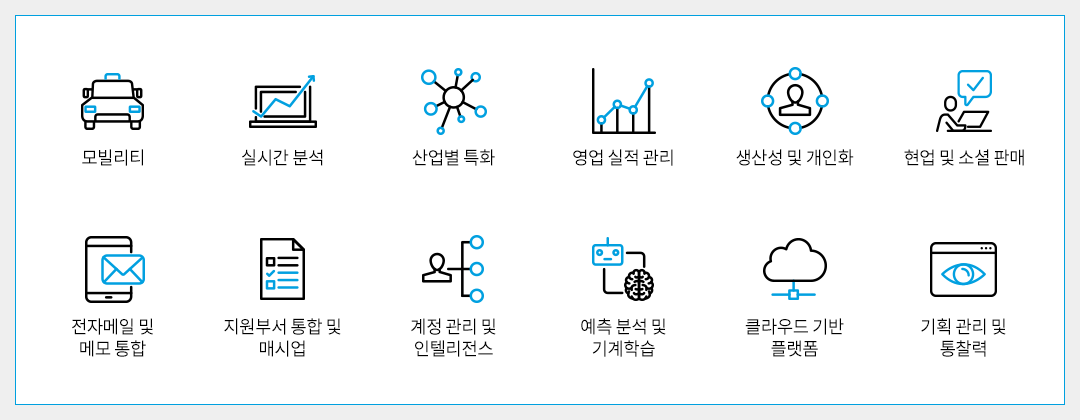 모빌리티
실시간 분석
산업별 특화
영업 실적 관리
생산성 및 개인화
현업 및 소셜 판매
전자메일 및
메모 통합
지원부서 통합 및
매시업
계정 관리 및
인텔리전스
예측 분석 및
기계학습
클라우드 기반
플랫폼
기획 관리 및
통찰력